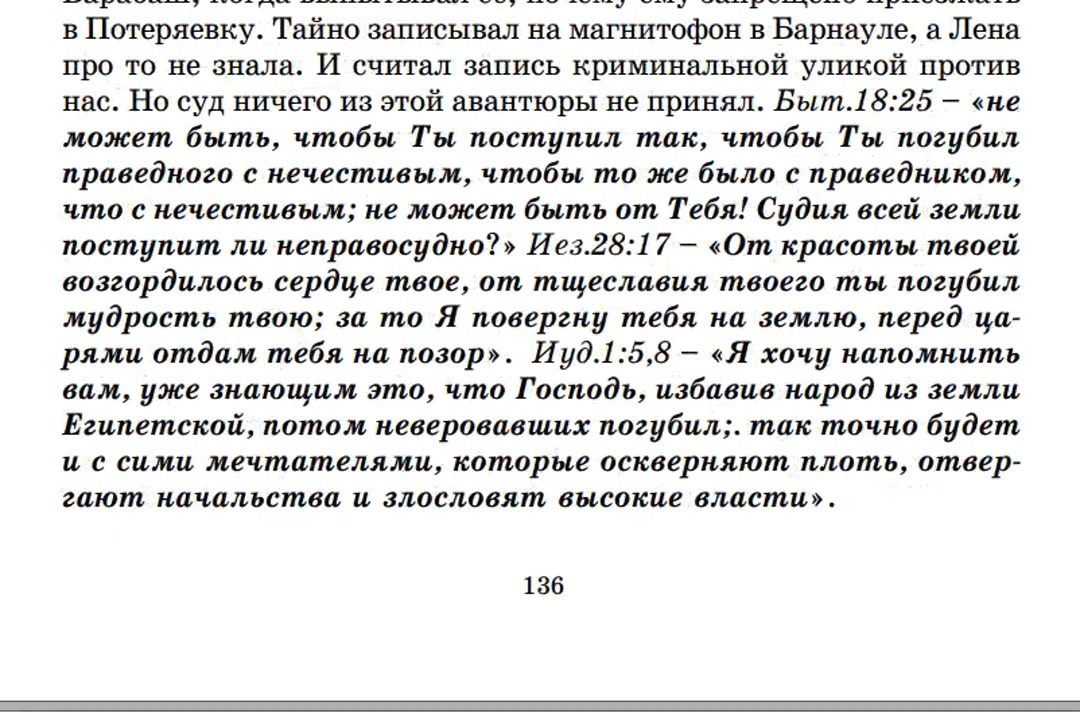 в Потеряевку. Тайно записывал на магнитофон в Барнауле, а Лена
про то не знала. И считал запись криминальной уликой против
нас. Но суд ничего из этой авантюры не принял. Быт.18:25 – «не
может быть, чтобы Ты поступил так, чтобы Ты погубил
праведного с нечестивым, чтобы то же было с праведником,
что с нечестивым; не может быть от Тебя! Судия всей земли
поступит ли неправосудно?» Иез.28:17 – «От красоты твоей
возгордилось сердце твое, от тщеславия твоего ты погубил
мудрость твою; за то Я повергну тебя на землю, перед ца-
рями отдам тебя на позор». Иуд.1:5,8 – «Я хочу напомнить
вам, уже знающим это, что Господь, избавив народ из земли
Египетской, потом неверовавших погубил;. так точно будет
и с сими мечтателями, которые оскверняют плоть, отвер-
гают начальства и злословят высокие власти».
136